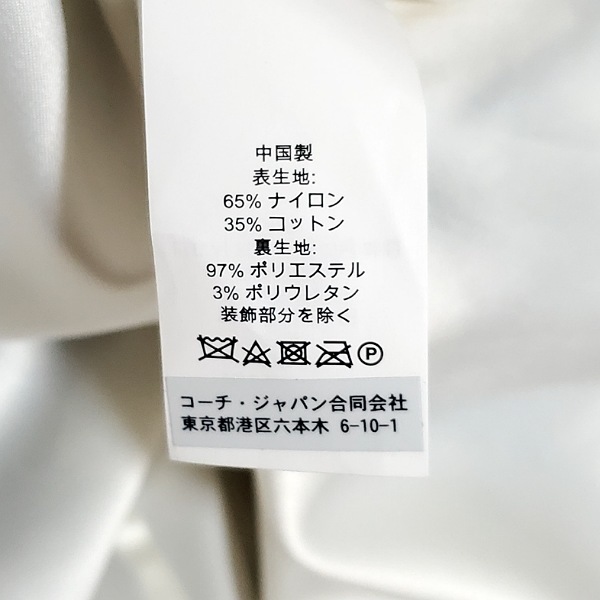 中国製
表生地:
65% ナイロン
35% コットン
裏生地:
97% ポリエステル
3% ポリウレタン
装飾部分を除く
P
コーチ・ジャパン合同会社
東京都港区六本木 6-10-1